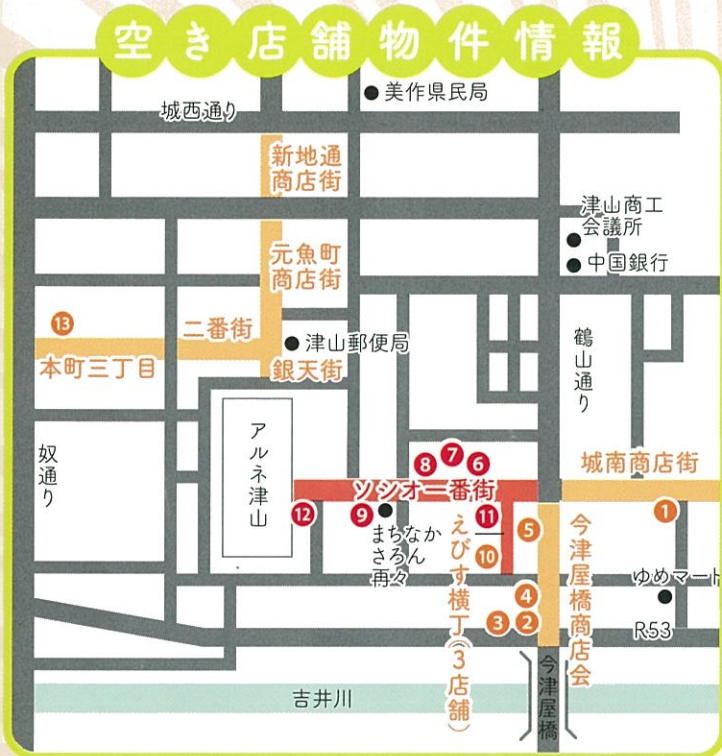 空き店舗物件情報
美作県民局
城西通り
新地通
商店街
津山商工
会議所
中国銀行
元魚町
商店街
13
二番街
本町三丁目
津山郵便局
銀天街
鶴山通り
アルネ津山
奴通り
8
7
6
城南商店街
ソシオ一番街
12
9
11
5
1
まちなか
さろん
再々
10
えびす横丁(3店舗)
今津屋橋商店会
ゆめマート
4
3
2
R53
今津屋橋
吉井川